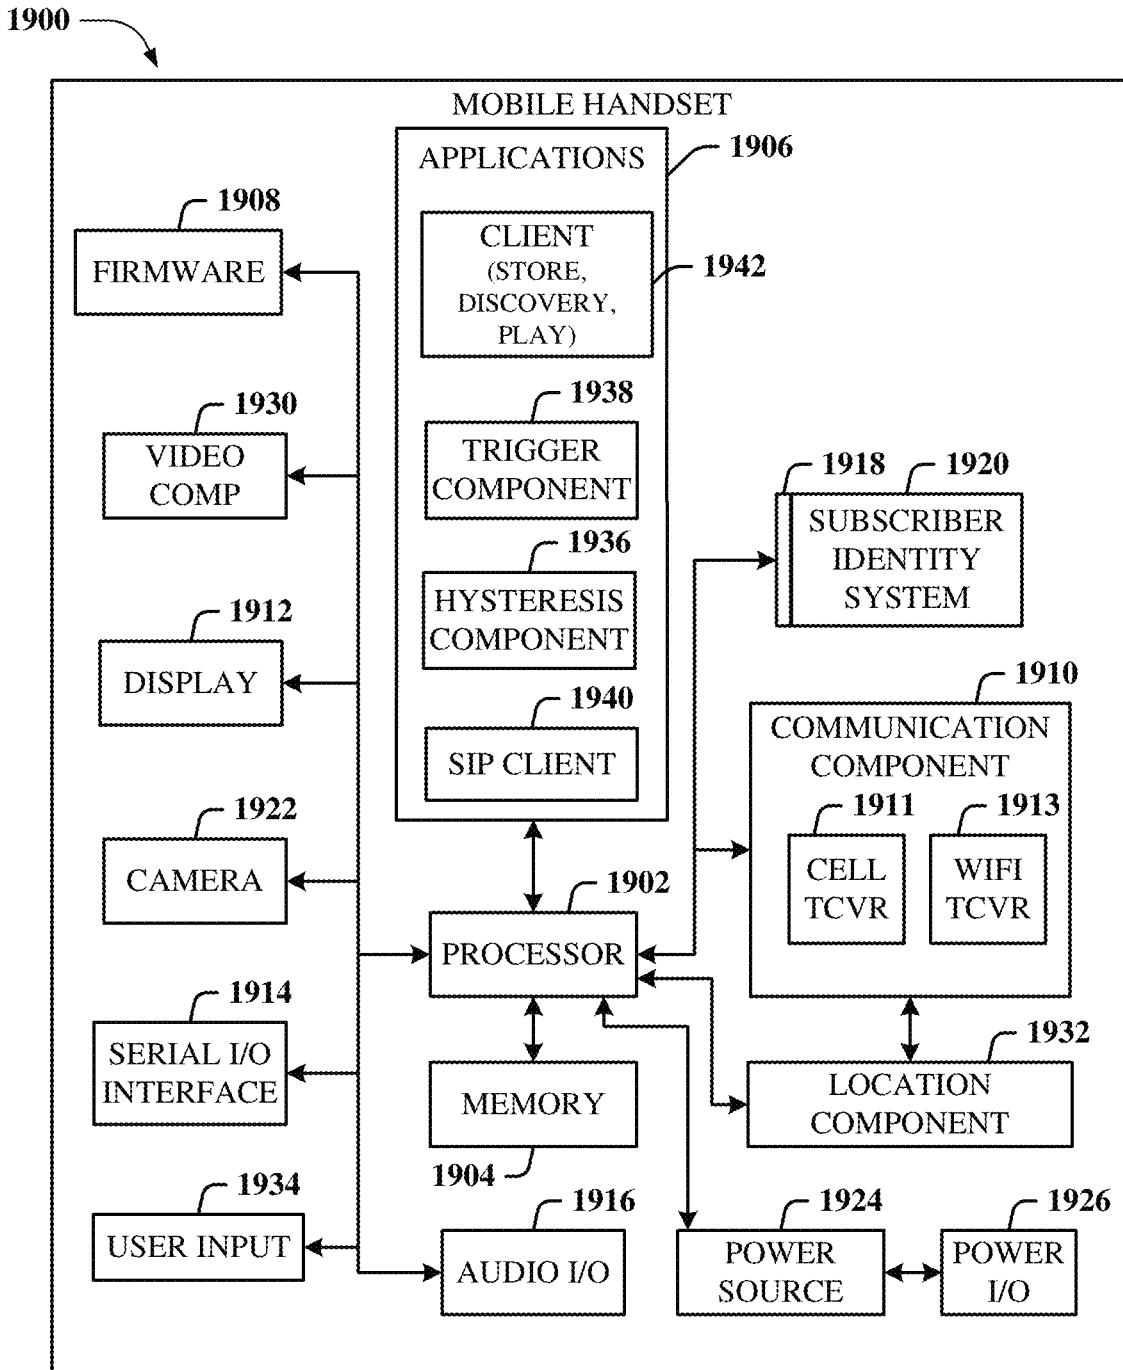 1900
MOBILE HANDSET
APPLICATIONS
1906
1908
FIRMWARE
CLIENT
(STORE,
DISCOVERY,
PLAY)
1942
1930
VIDEO
COMP
1938
TRIGGER
COMPONENT
1918
1920
SUBSCRIBER
IDENTITY
SYSTEM
1936
HYSTERESIS
COMPONENT
1912
DISPLAY
1940
SIP CLIENT
1910
COMMUNICATION
COMPONENT
1911
CELL
TCVR
1913
WIFI
TCVR
1922
CAMERA
1902
PROCESSOR
1914
SERIAL I/O
INTERFACE
MEMORY
1904
1932
LOCATION
COMPONENT
1934
USER INPUT
1916
AUDIO I/O
1924
POWER
SOURCE
1926
POWER
I/O